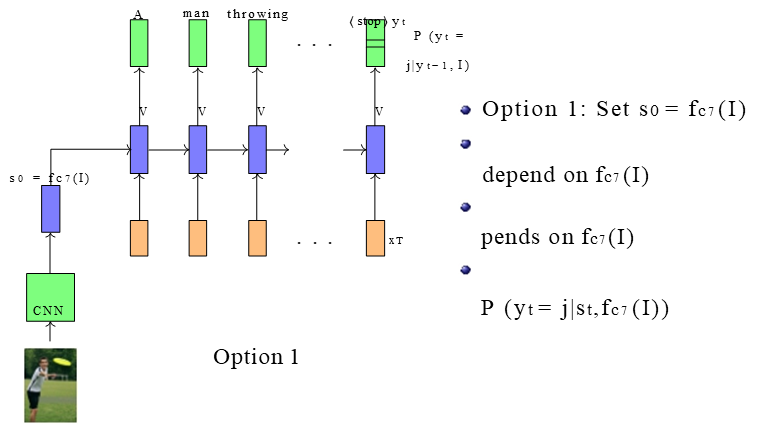 A man throwing . . . ⟨stop⟩ yt
P (yt =
j|yt−1, I)
V V V V
s0 = fc7(I)
. . . xT
CNN
Option 1
Option 1: Set s0 = fc7(I)
depend on fc7(I)
pends on fc7(I)
P (yt = j|st,fc7(I))